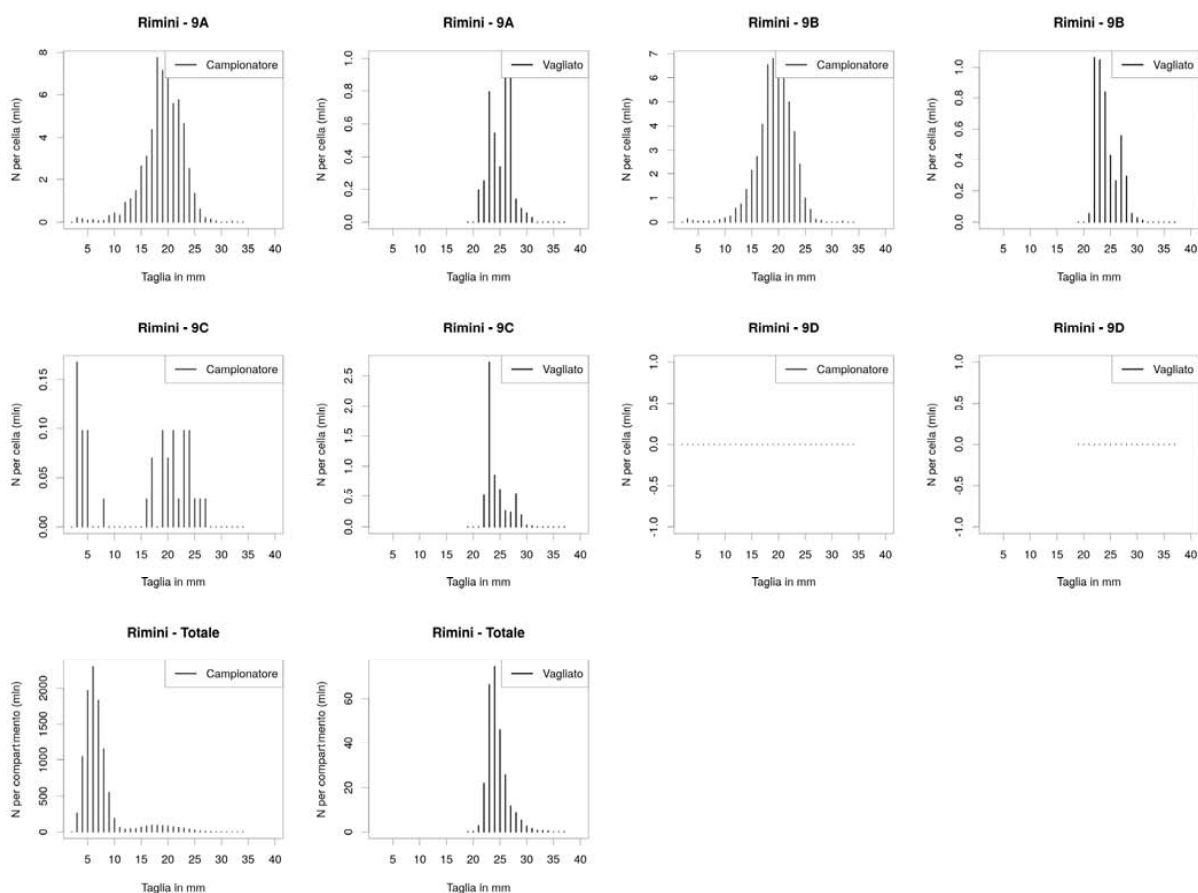 Rimini - 9A
Campionatore
N per cella (mln)
0 2 4 6 8
5 10 15 20 25 30 35 40
Taglia in mm
Rimini - 9A
Vagliato
N per cella (mln)
0.0 0.2 0.4 0.6 0.8 1.0
5 10 15 20 25 30 35 40
Taglia in mm
Rimini - 9B
Campionatore
N per cella (mln)
0 1 2 3 4 5 6 7
5 10 15 20 25 30 35 40
Taglia in mm
Rimini - 9B
Vagliato
N per cella (mln)
0.0 0.2 0.4 0.6 0.8 1.0
5 10 15 20 25 30 35 40
Taglia in mm
Rimini - 9C
Campionatore
N per cella (mln)
0.00 0.05 0.10 0.15
5 10 15 20 25 30 35 40
Taglia in mm
Rimini - 9C
Vagliato
N per cella (mln)
0.0 0.5 1.0 1.5 2.0 2.5
5 10 15 20 25 30 35 40
Taglia in mm
Rimini - 9D
Campionatore
N per cella (mln)
-1.0 -0.5 0.0 0.5 1.0
5 10 15 20 25 30 35 40
Taglia in mm
Rimini - 9D
Vagliato
N per cella (mln)
-1.0 -0.5 0.0 0.5 1.0
5 10 15 20 25 30 35 40
Taglia in mm
Rimini - Totale
Campionatore
N per compartimento (mln)
0 500 1000 1500 2000
5 10 15 20 25 30 35 40
Taglia in mm
Rimini - Totale
Vagliato
N per compartimento (mln)
0 20 40 60
5 10 15 20 25 30 35 40
Taglia in mm